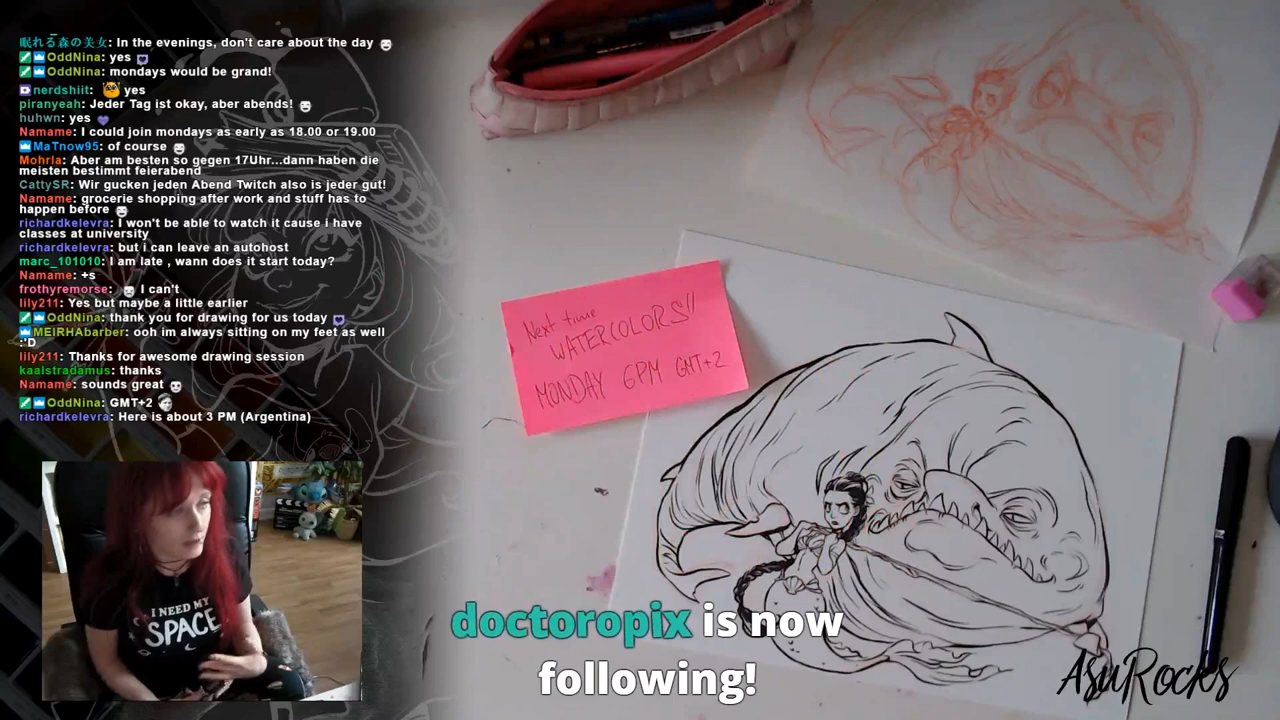 眠れる森の美女: In the evenings, don't care about the day
OddNina: yes
OddNina: mondays would be grand!
nerdshiit: yes
piranyeah: Jeder Tag ist okay, aber abends!
huhwn: yes
Namame: I could join mondays as early as 18.00 or 19.00
MaTnow95: of course
Mohrla: Aber am besten so gegen 17Uhr...dann haben die
meisten bestimmt feierabend
CattySR: Wir gucken jeden Abend Twitch also is jeder gut!
Namame: grocerie shopping after work and stuff has to
happen before
richardkelevra: I won't be able to watch it cause i have
classes at university
richardkelevra: but i can leave an autohost
marc_101010: I am late , wann does it start today?
Namame: +s
frothyremorse: I can't
lily211: Yes but maybe a little earlier
OddNina: thank you for drawing for us today
MEIRHAbarber: ooh im always sitting on my feet as well
:'D
lily211: Thanks for awesome drawing session
kaalstradamus: thanks
Namame: sounds great
OddNina: GMT+2
richardkelevra: Here is about 3 PM (Argentina)
Next time
WATERCOLORS!!
MONDAY 6PM GMT+2
I NEED MY
SPACE
doctoropix is now
following!
AsuRocks